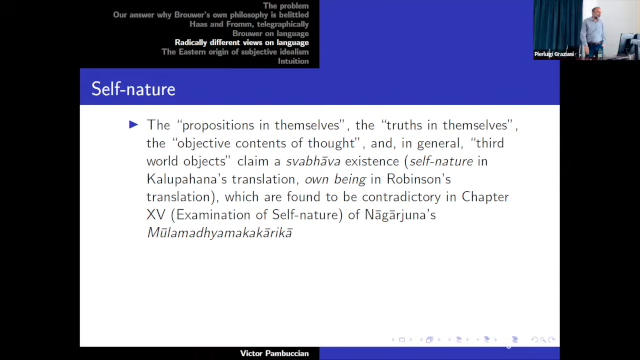 The problem
Our answer why Brouwer's own philosophy is belittled
Haas and Fromm, telegraphically
Brouwer on language
Radically different views on language
The Eastern origin of subjective idealism
Intuition
Pierluigi Graziani
Self-nature
The “propositions in themselves”, the “truths in themselves”,
the “objective contents of thought”, and, in general, “third
world objects” claim a svabhāva existence (self-nature in
Kalupahana's translation, own being in Robinson's
translation), which are found to be contradictory in Chapter
XV (Examination of Self-nature) of Nāgārjuna's
Mūlamadhyamakakārikā
Victor Pambuccian